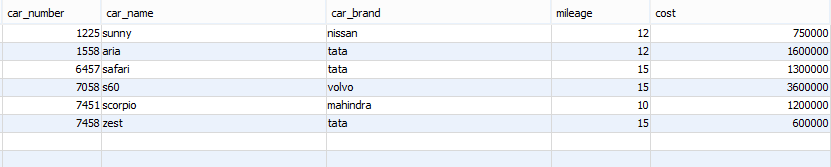 car_number car_name car_brand mileage cost
1225 sunny nissan 12 750000
1558 aria tata 12 1600000
6457 safari tata 15 1300000
7058 s60 volvo 15 3600000
7451 scorpio mahindra 10 1200000
7458 zest tata 15 600000